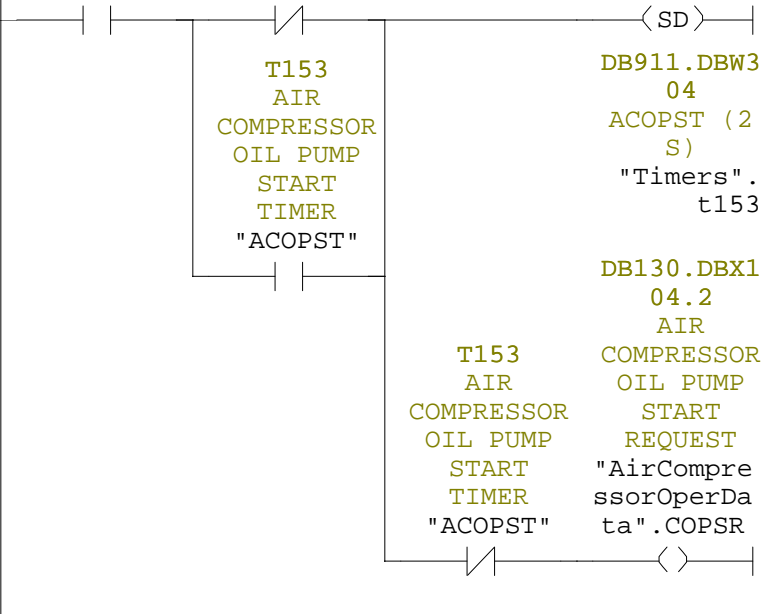 SD
T153
AIR
COMPRESSOR
OIL PUMP
START
TIMER
"ACOPST"
DB911.DBW3
04
ACOPST (2
S)
"Timers".
t153
T153
AIR
COMPRESSOR
OIL PUMP
START
TIMER
"ACOPST"
DB130.DBX1
04.2
AIR
COMPRESSOR
OIL PUMP
START
REQUEST
"AirCompre
ssorOperDa
ta".COPSR